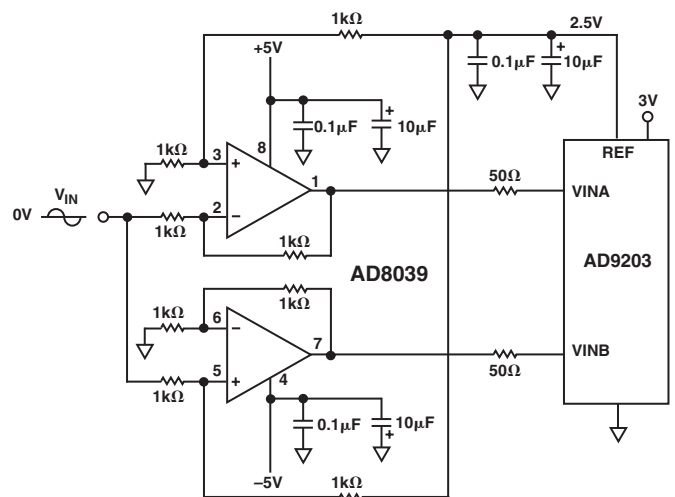 1kΩ
2.5V
+5V
0.1µF
10µF
+
3V
8
0.1µF
+
10µF
REF
1kΩ
3
+
1
50Ω
VINA
VIN
0V
2
−
1kΩ
1kΩ
AD8039
AD9203
1kΩ
1kΩ
6
−
7
VINB
5
+
4
50Ω
1kΩ
0.1µF
10µF
+
−5V
1kΩ